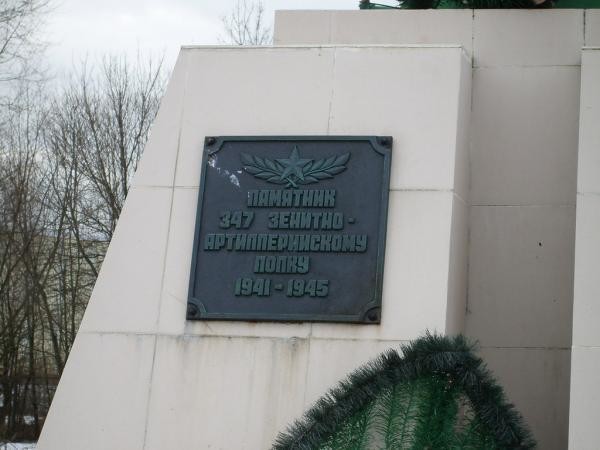 ПАМЯТНИК
347 ЗЕНИТНО-
АРТИЛЛЕРИЙСКОМУ
ПОЛКУ
1941-1945